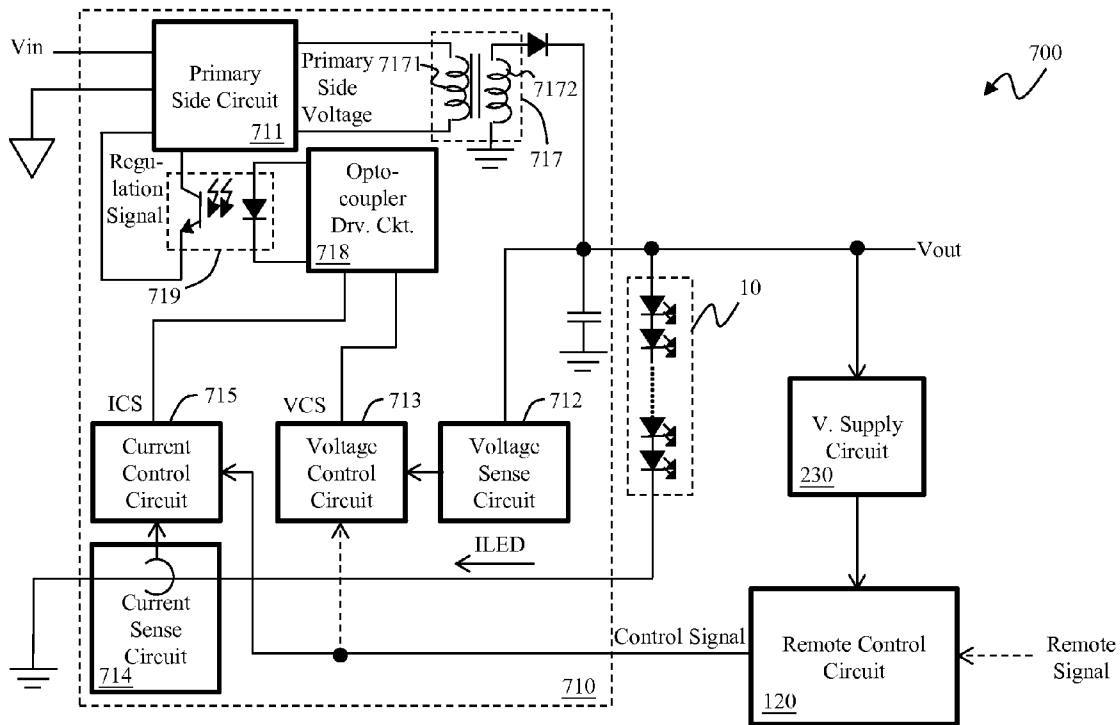 Vin
Primary
Side Circuit
711
Primary
Side
Voltage
7171
7172
717
700
Regu-
lation
Signal
Opto-
coupler
Drv. Ckt.
718
719
Vout
10
ICS
715
VCS
713
712
Current
Control
Circuit
Voltage
Control
Circuit
Voltage
Sense
Circuit
V. Supply
Circuit
230
ILED
Current
Sense
Circuit
714
Control Signal
Remote Control
Circuit
120
Remote
Signal
710